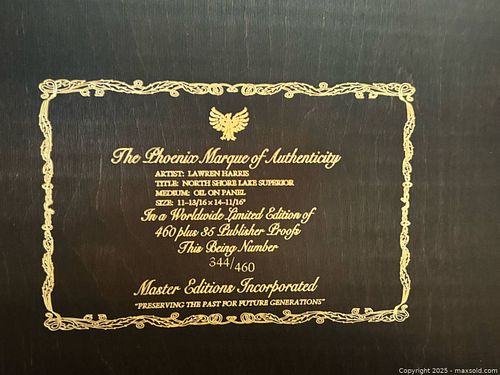 The Phoenix Marque of Authenticity
ARTIST: LAWREN HARRIS
TITLE: NORTH SHORE LAKE SUPERIOR
MEDIUM: OIL ON PANEL
SIZE: 11-13/16 x 14-11/16"
In a Worldwide Limited Edition of
460 plus 35 Publisher Proofs
This Being Number
344/460
Master Editions Incorporated
"PRESERVING THE PAST FOR FUTURE GENERATIONS"
Copyright © 2025 - maxsold.com